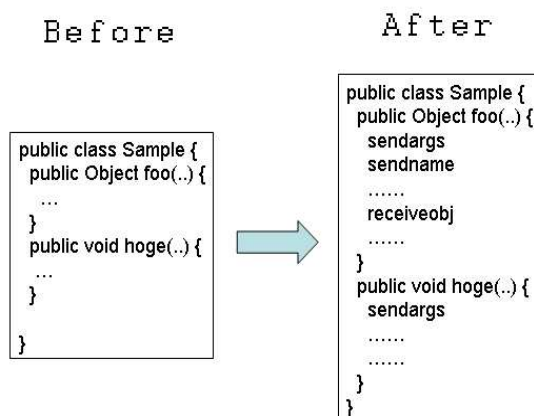 Before
public class Sample {
public Object foo(..) {
...
}
public void hoge(..) {
...
}
}
After
public class Sample {
public Object foo(..) {
sendargs
sendname
......
receiveobj
......
}
public void hoge(..) {
sendargs
......
......
}
}